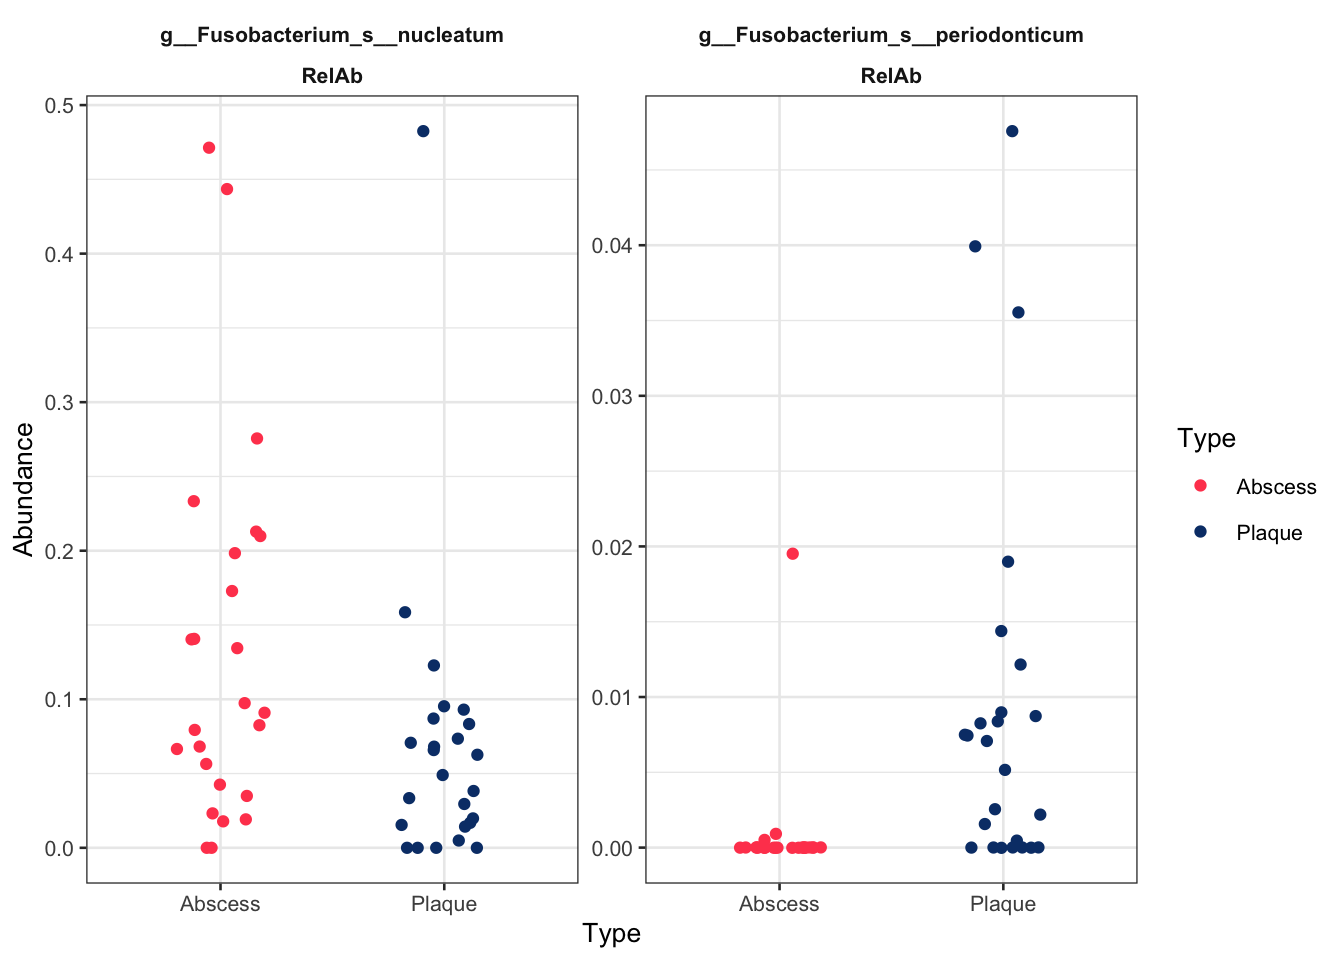 g__Fusobacterium_s__nucleatum
RelAb
g__Fusobacterium_s__periodonticum
RelAb
Abundance
0.5
0.4
0.3
0.2
0.1
0.0
0.04
0.03
0.02
0.01
0.00
Abscess
Plaque
Abscess
Plaque
Type
Type
Abscess
Plaque